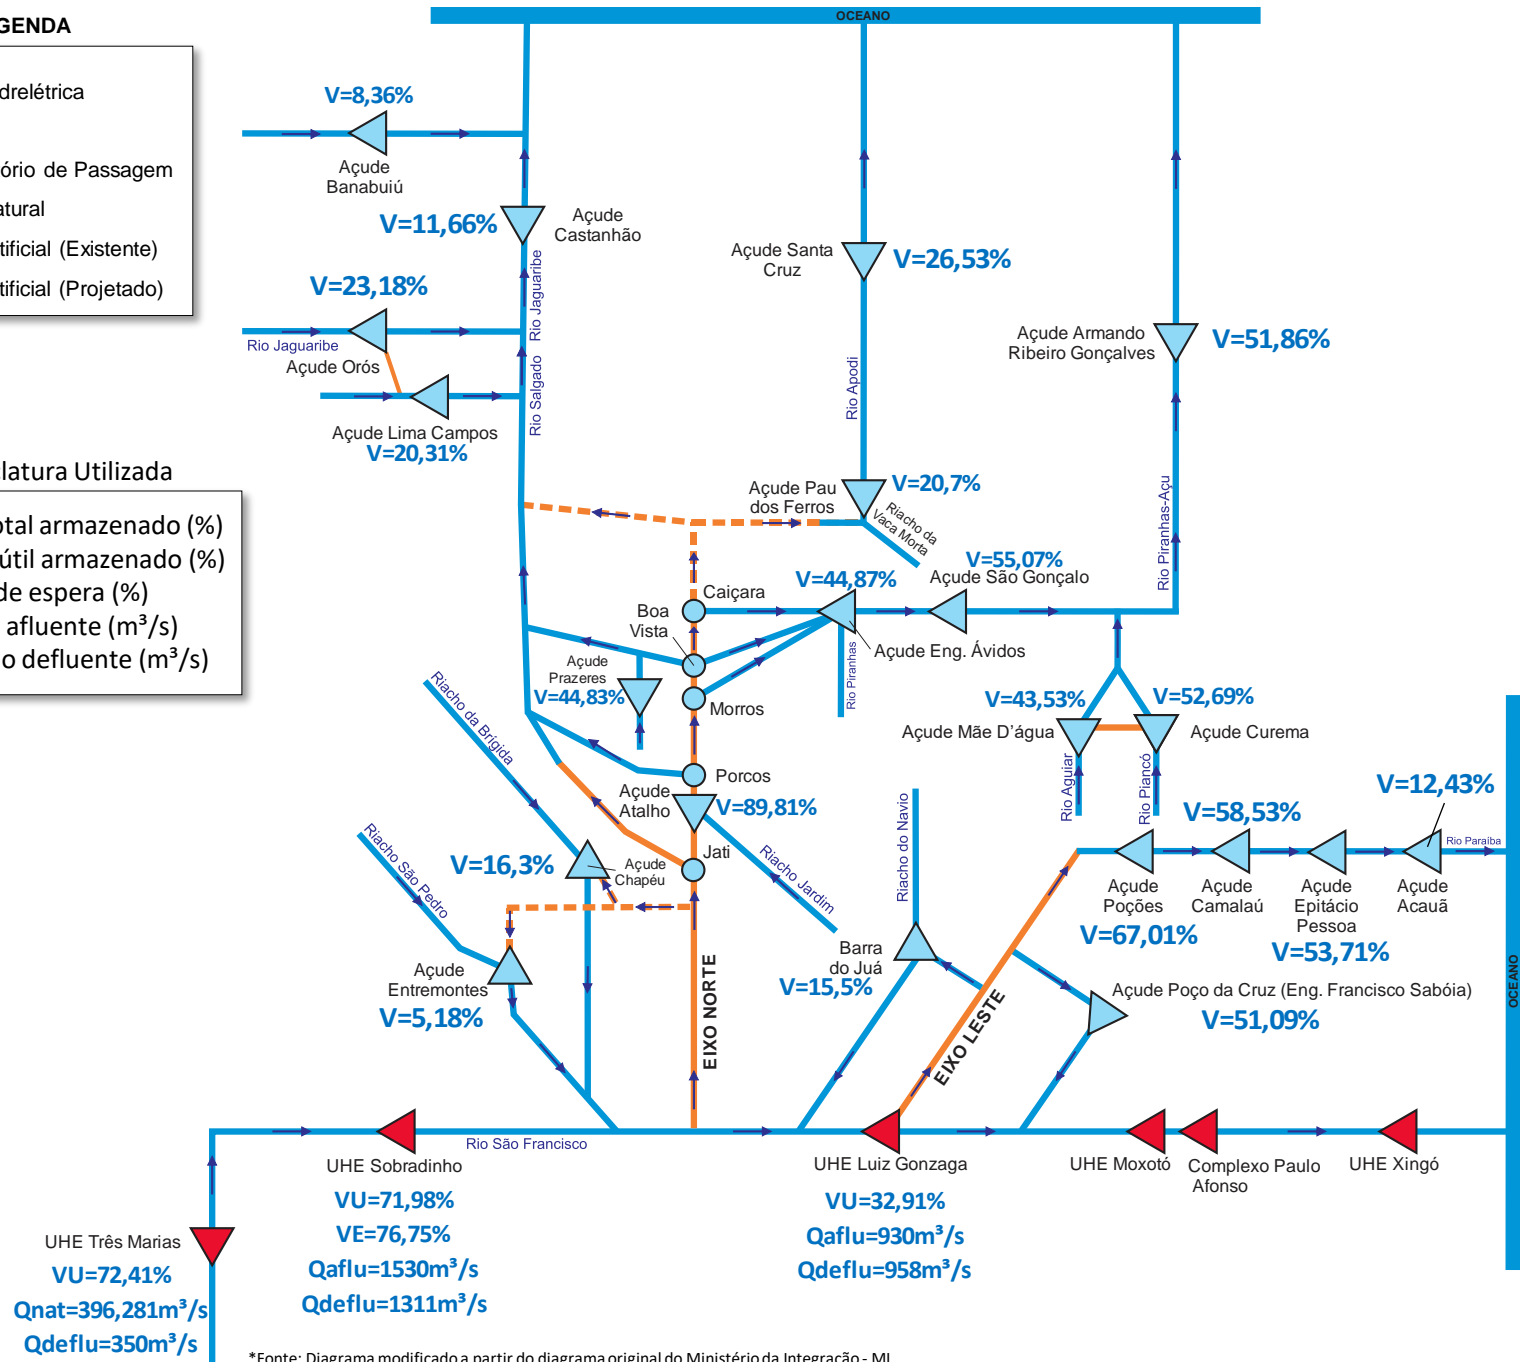 OCEANO
GENDA
drelétrica
ório de Passagem
atural
tificial (Existente)
tificial (Projetado)
V=8,36%
Açude
Banabuiú
V=11,66%
Açude
Castanhão
V=23,18%
Rio Jaguaribe
Rio Jaguaribe
Açude Orós
Rio Salgado
Açude Lima Campos
V=20,31%
Açude Santa
Cruz
V=26,53%
Rio Apodi
Açude Armando
Ribeiro Gonçalves
V=51,86%
Rio Piranhas-Açu
clatura Utilizada
otal armazenado (%)
útil armazenado (%)
de espera (%)
afluente (m³/s)
o defluente (m³/s)
Açude Pau
dos Ferros
V=20,7%
Riacho da
Vaca Morta
V=55,07%
Açude São Gonçalo
V=44,87%
Caiçara
Boa
Vista
Açude Eng. Ávidos
Rio Piranhas
Açude
Prazeres
V=44,83%
Morros
Riacho da Brígida
Porcos
V=43,53%
V=52,69%
Açude Mãe D'água
Açude Curema
Rio Aguiar
Rio Piancó
Açude
Atalho
V=89,81%
Jati
Riacho Jardim
Riacho do Navio
V=12,43%
V=58,53%
Rio Paraíba
Riacho São Pedro
V=16,3%
Açude
Chapéu
Açude
Poções
V=67,01%
Açude
Camalaú
Açude
Epitácio
Pessoa
V=53,71%
Açude
Acauã
Açude
Entremontes
V=5,18%
EIXO NORTE
Barra
do Juá
V=15,5%
EIXO LESTE
Açude Poço da Cruz (Eng. Francisco Sabóia)
V=51,09%
OCEANO
Rio São Francisco
UHE Sobradinho
VU=71,98%
VE=76,75%
Qaflu=1530m³/s
Qdeflu=1311m³/s
UHE Luiz Gonzaga
VU=32,91%
Qaflu=930m³/s
Qdeflu=958m³/s
UHE Moxotó
Complexo Paulo
Afonso
UHE Xingó
UHE Três Marias
VU=72,41%
Qnat=396,281m³/s
Qdeflu=350m³/s
*Fonte: Diagrama modificado a partir do diagrama original do Ministério da Integração - MI